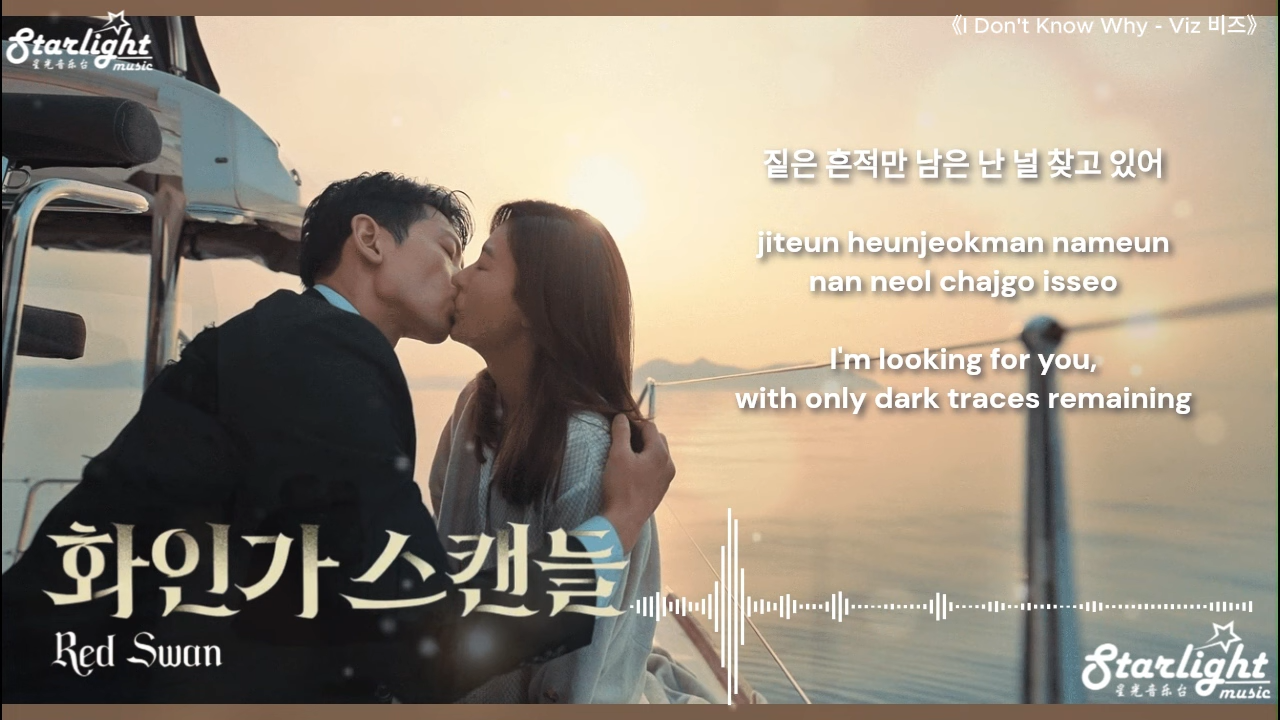 《I Don't Know Why - Viz 비즈》
Starlight
music
星光音乐台
짙은 흔적만 남은 난 널 찾고 있어
jiteun heunjeokman nameun
nan neol chajgo isseo
I'm looking for you,
with only dark traces remaining
화인가 스캔들
Red Swan
Starlight
music
星光音乐台